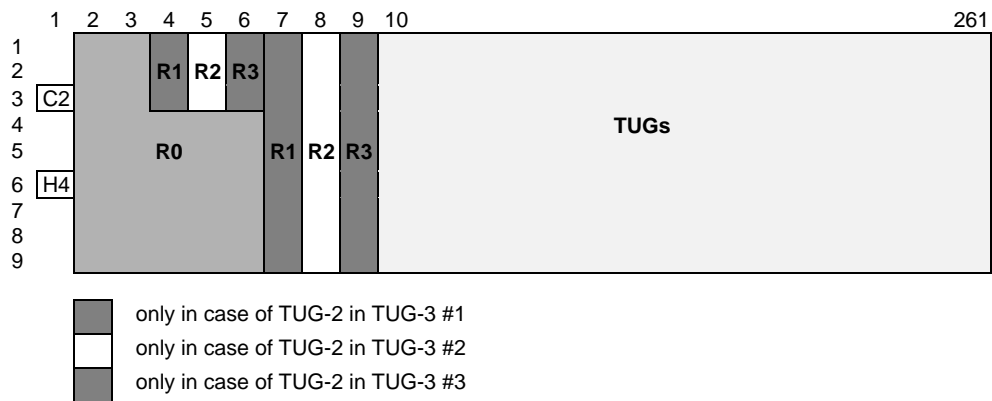 1 2 3 4 5 6 7 8 9 10 261
1
2 R1 R2 R3
3 C2
4 TUGs
5 R0 R1 R2 R3
6 H4
7
8
9
only in case of TUG-2 in TUG-3 #1
only in case of TUG-2 in TUG-3 #2
only in case of TUG-2 in TUG-3 #3